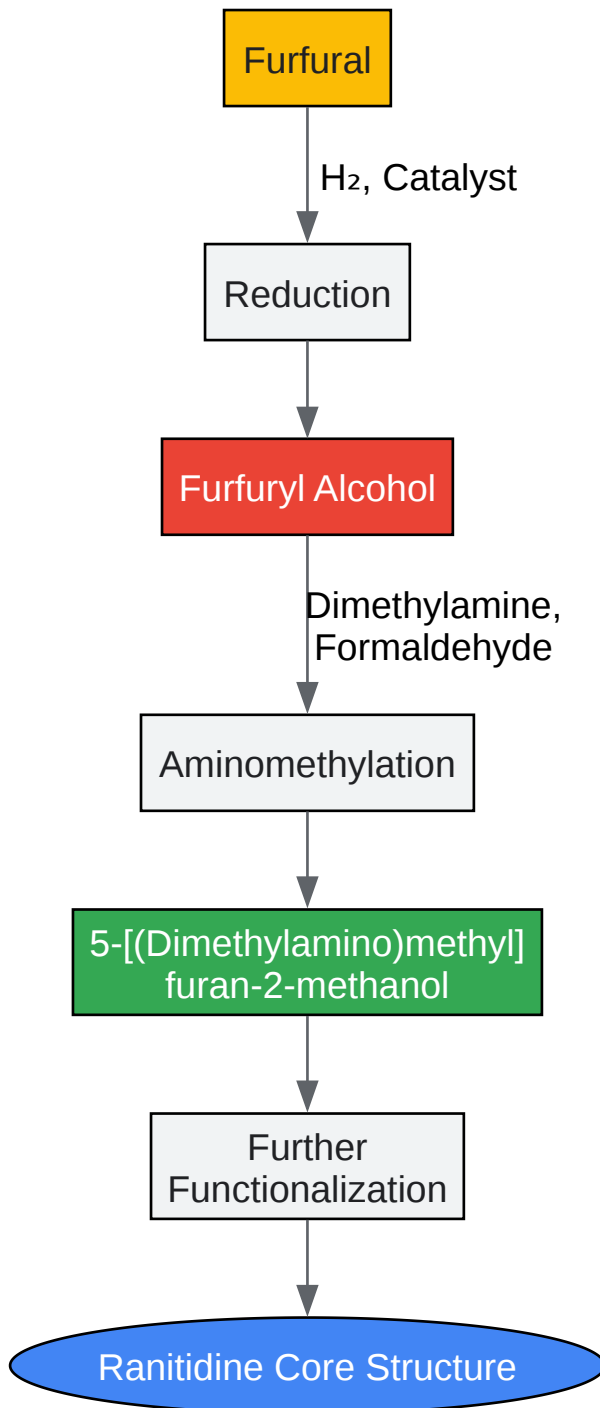 Furfural
H₂, Catalyst
Reduction
Furfuryl Alcohol
Dimethylamine,
Formaldehyde
Aminomethylation
5-[(Dimethylamino)methyl]
furan-2-methanol
Further
Functionalization
Ranitidine Core Structure